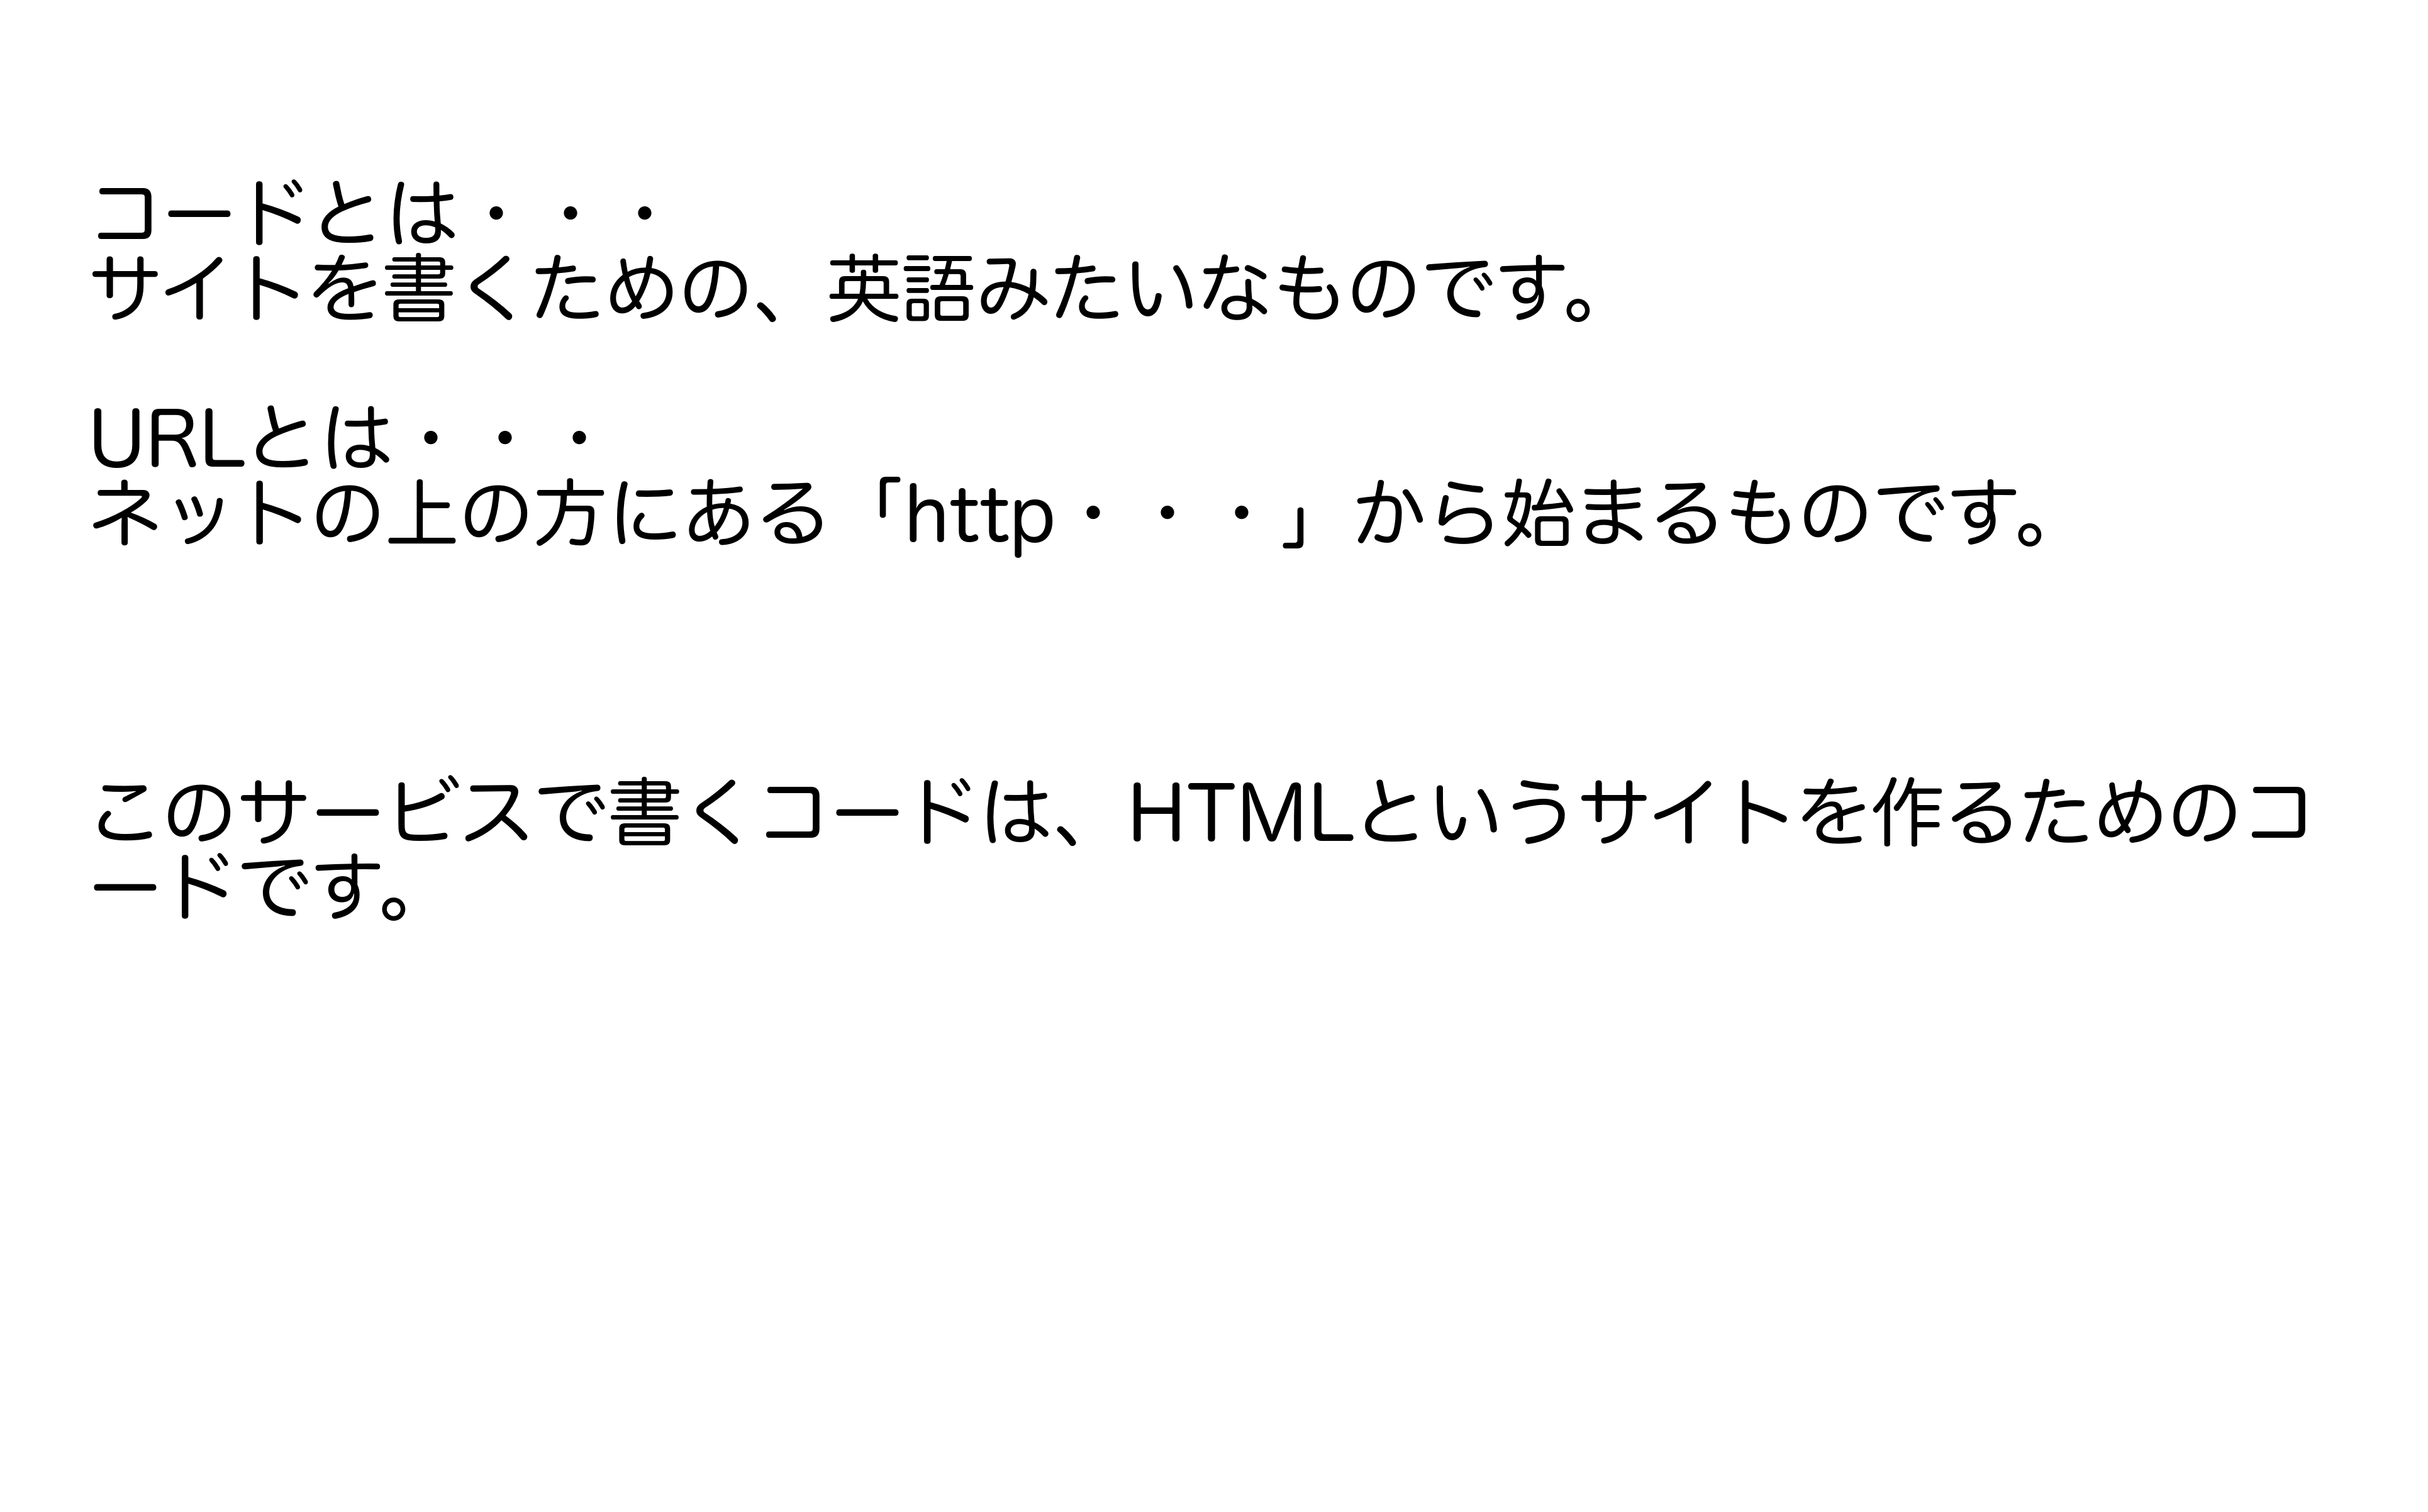 コードとは・・・
サイトを書くための、英語みたいなものです。
URLとは・・・
ネットの上の方にある「http・・・」から始まるものです。
このサービスで書くコードは、HTMLというサイトを作るためのコ
ードです。